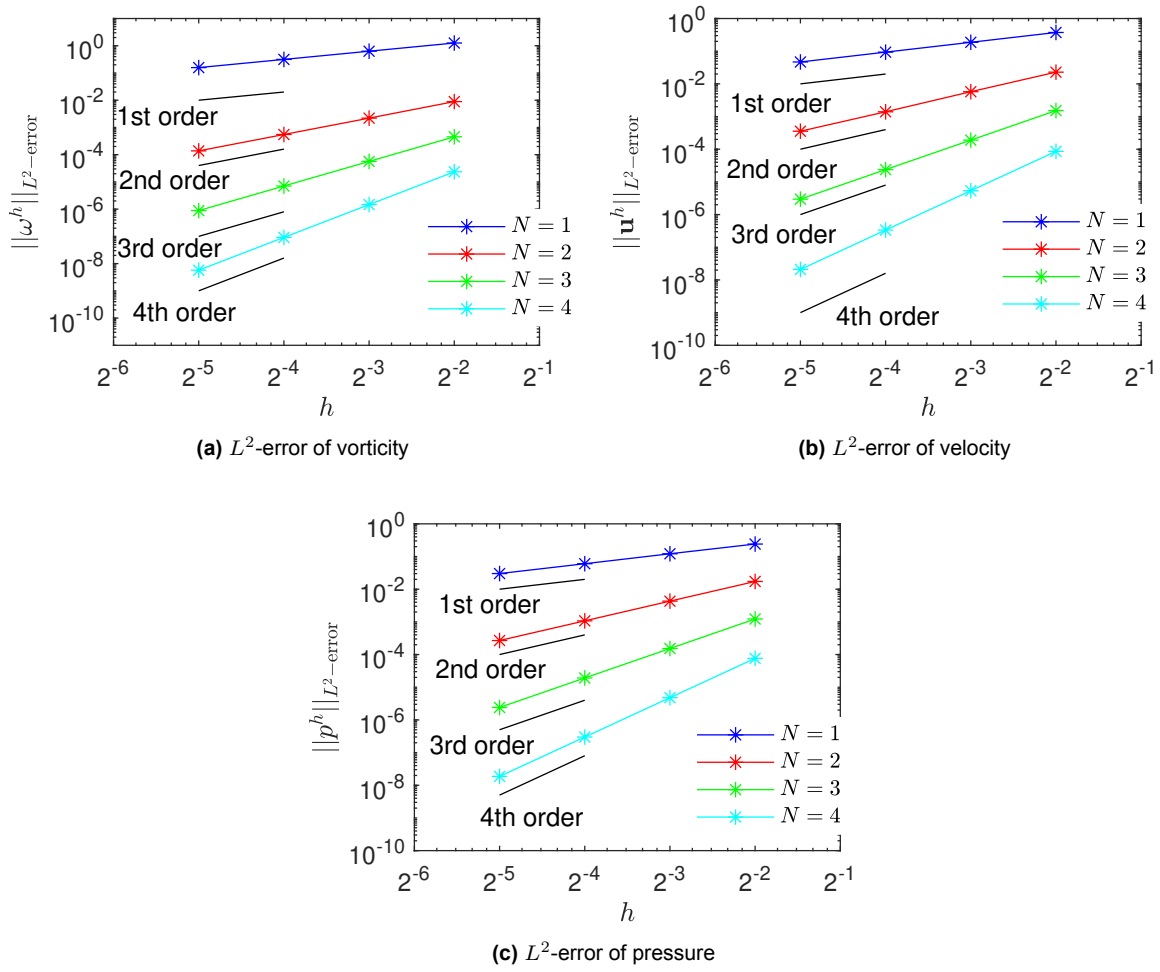 10^0
10^-2
10^-4
10^-6
10^-8
10^-10
||ω^h||_{L^2-error}
1st order
2nd order
3rd order
4th order
N = 1
N = 2
N = 3
N = 4
2^-6 2^-5 2^-4 2^-3 2^-2 2^-1
h
(a) L^2-error of vorticity
10^0
10^-2
10^-4
10^-6
10^-8
10^-10
||u^h||_{L^2-error}
1st order
2nd order
3rd order
4th order
N = 1
N = 2
N = 3
N = 4
2^-6 2^-5 2^-4 2^-3 2^-2 2^-1
h
(b) L^2-error of velocity
10^0
10^-2
10^-4
10^-6
10^-8
10^-10
||p^h||_{L^2-error}
1st order
2nd order
3rd order
4th order
N = 1
N = 2
N = 3
N = 4
2^-6 2^-5 2^-4 2^-3 2^-2 2^-1
h
(c) L^2-error of pressure